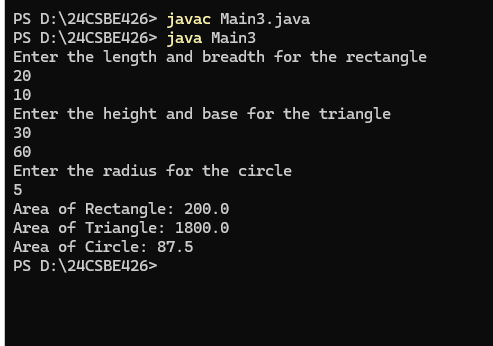 PS D:\24CSBE426> javac Main3.java
PS D:\24CSBE426> java Main3
Enter the length and breadth for the rectangle
20
10
Enter the height and base for the triangle
30
60
Enter the radius for the circle
5
Area of Rectangle: 200.0
Area of Triangle: 1800.0
Area of Circle: 87.5
PS D:\24CSBE426>